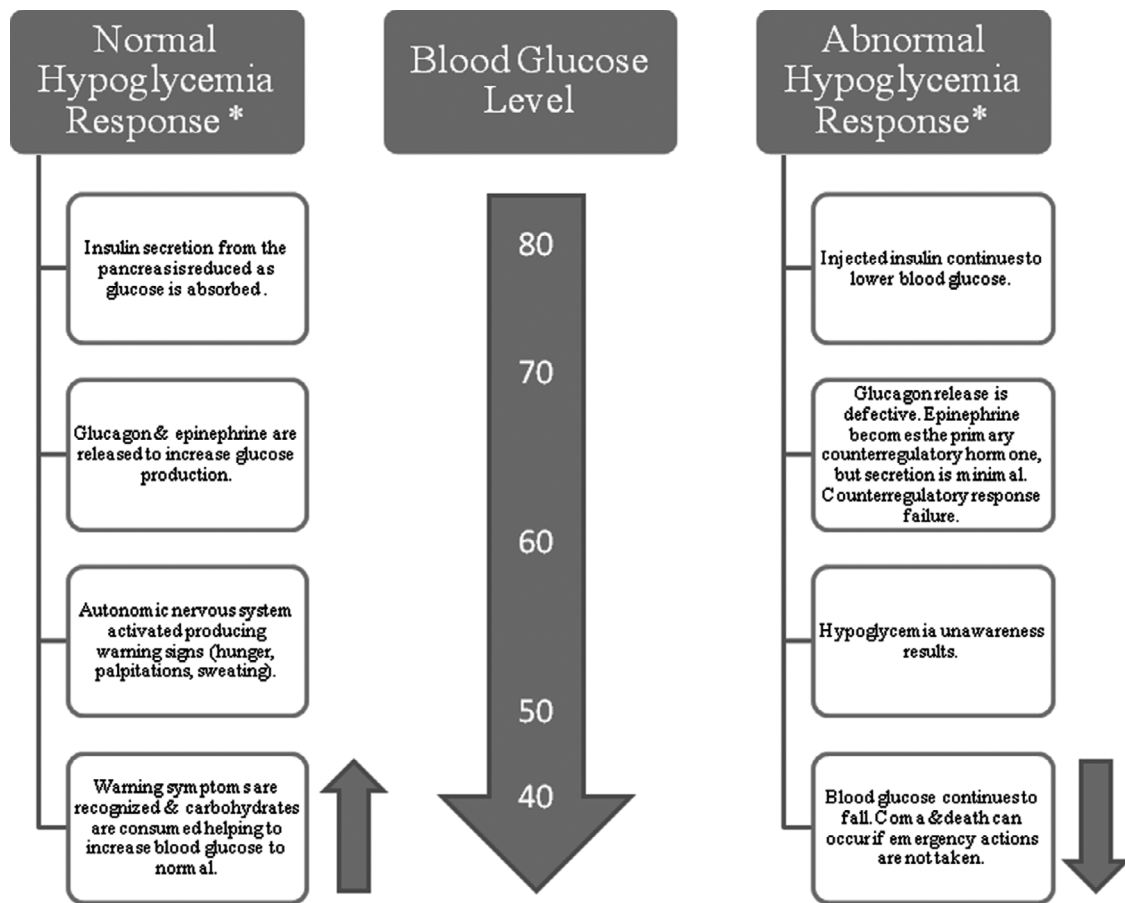 Normal
Hypoglycemia
Response *
Insulin secretion from the
pancreas is reduced as
glucose is absorbed.
Glucagon & epinephrine are
released to increase glucose
production.
Autonomic nervous system
activated producing
warning signs (hunger,
palpitations, sweating).
Warning symptoms are
recognized & carbohydrates
are consumed helping to
increase blood glucose to
normal.
Blood Glucose
Level
80
70
60
50
40
Abnormal
Hypoglycemia
Response*
Injected insulin continues to
lower blood glucose.
Glucagon release is
defective. Epinephrine
becomes the primary
counterregulatory hormone,
but secretion is minimal.
Counterregulatory response
failure.
Hypoglycemia unawareness
results.
Blood glucose continues to
fall. Coma & death can
occur if emergency actions
are not taken.